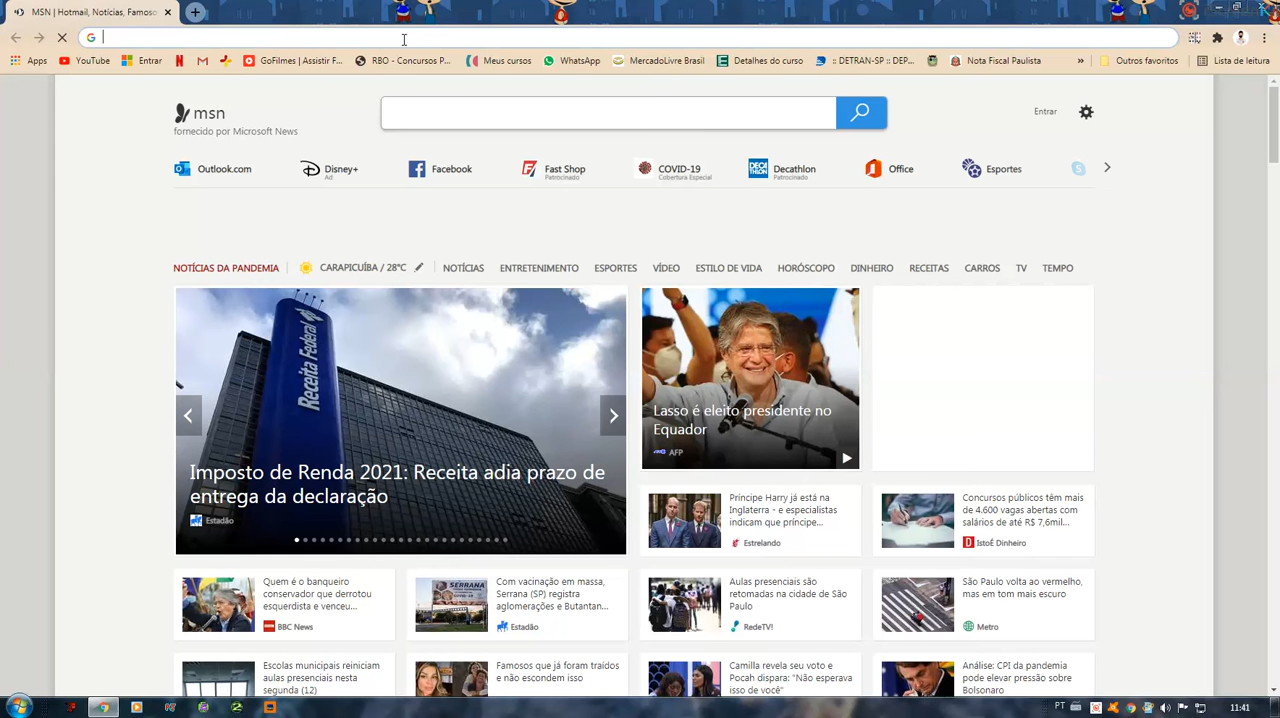 MSN | Hotmail, Notícias, Famoso
Apps
YouTube
Entrar
GoFilmes | Assistir F...
RBO - Concursos P...
Meus cursos
WhatsApp
MercadoLivre Brasil
Detalhes do curso
:: DETRAN-SP :: DEP...
Nota Fiscal Paulista
Outros favoritos
Lista de leitura
msn
fornecido por Microsoft News
Entrar
Outlook.com
Disney+
Ad
Facebook
Fast Shop
Patrocinado
COVID-19
Cobertura Especial
DECATHLON
Decathlon
Patrocinado
Office
Esportes
NOTÍCIAS DA PANDEMIA
CARAPICUÍBA / 28°C
NOTÍCIAS
ENTRETENIMENTO
ESPORTES
VÍDEO
ESTILO DE VIDA
HORÓSCOPO
DINHEIRO
RECEITAS
CARROS
TV
TEMPO
Receita Federal
Imposto de Renda 2021: Receita adia prazo de
entrega da declaração
Estadão
Lasso é eleito presidente no
Equador
AFP
Príncipe Harry já está na
Inglaterra - e especialistas
indicam que príncipe...
Estrelando
Concursos públicos têm mais
de 4.600 vagas abertas com
salários de até R$ 7,6mil...
IstoÉ Dinheiro
Quem é o banqueiro
conservador que derrotou
esquerdista e venceu...
BBC News
SERRANA
Com vacinação em massa,
Serrana (SP) registra
aglomerações e Butantan...
Estadão
Aulas presenciais são
retomadas na cidade de São
Paulo
RedeTV!
São Paulo volta ao vermelho,
mas em tom mais escuro
Metro
Escolas municipais reiniciam
aulas presenciais nesta
segunda (12)
Famosos que já foram traídos
e não escondem isso
Camilla revela seu voto e
Pocah dispara: "Não esperava
isso de você"
Análise: CPI da pandemia
pode elevar pressão sobre
Bolsonaro
PT
11:41